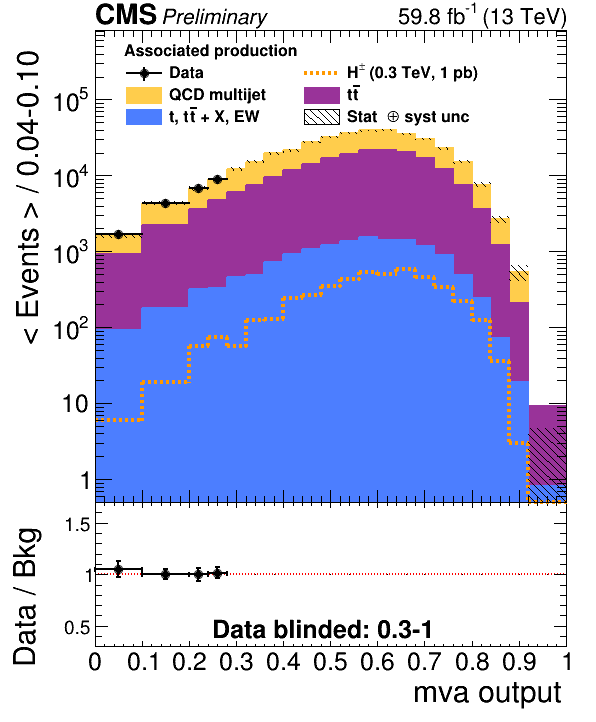 CMS Preliminary 59.8 fb⁻¹ (13 TeV)
Associated production
Data H± (0.3 TeV, 1 pb)
QCD multijet tt̄
t, tt̄ + X, EW Stat ⊕ syst unc
< Events > / 0.04-0.10
10⁵
10⁴
10³
10²
10
1
Data / Bkg
1.5
1
0.5
Data blinded: 0.3-1
0 0.1 0.2 0.3 0.4 0.5 0.6 0.7 0.8 0.9 1
mva output